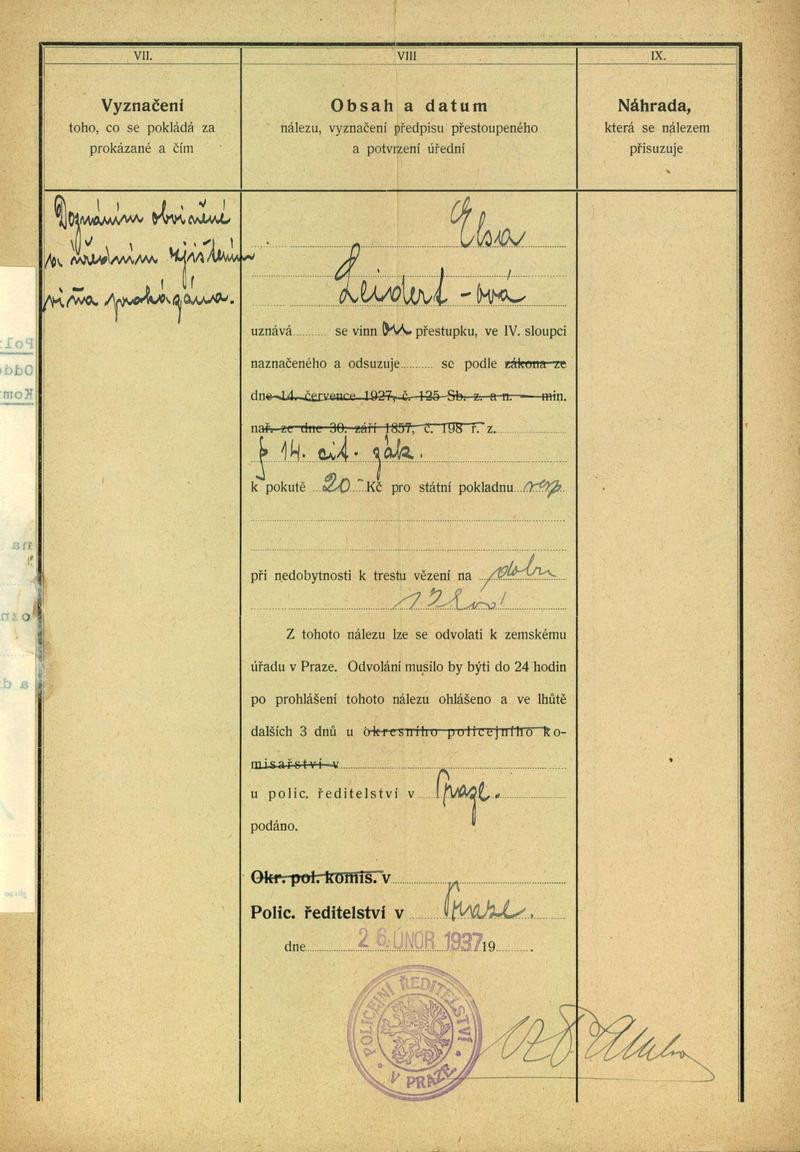 VII.
Vyznačení
toho, co se pokládá za
prokázané a čím
Doznáním obviněné
a úředním zjištěním
vina prokázána.
VIII
Obsah a datum
nálezu, vyznačení předpisu přestoupeného
a potvrzení úřední
Elsa
Leidert-ová
uznává se vinn ou přestupku, ve IV. sloupci
naznačeného a odsuzuje se podle zákona ze
dne 14. července 1927, č. 125 Sb. z. a n. — min.
nař. ze dne 30. září 1857, č. 198 ř. z.
§ 14. cit. zák.
k pokutě 20 Kč pro státní pokladnu resp.
při nedobytnosti k trestu vězení na dobu
12
Z tohoto nálezu lze se odvolati k zemskému
úřadu v Praze. Odvolání musilo by býti do 24 hodin
po prohlášení tohoto nálezu ohlášeno a ve lhůtě
dalších 3 dnů u okresního policejního ko-
misařství v
u polic. ředitelství v Praze.
podáno.
Okr. pol. komis. v
Polic. ředitelství v Praze.
dne 26. ÚNOR 1937 19 .
POLICEJNÍ ŘEDITELSTVÍ
V PRAZE
IX.
Náhrada,
která se nálezem
přisuzuje